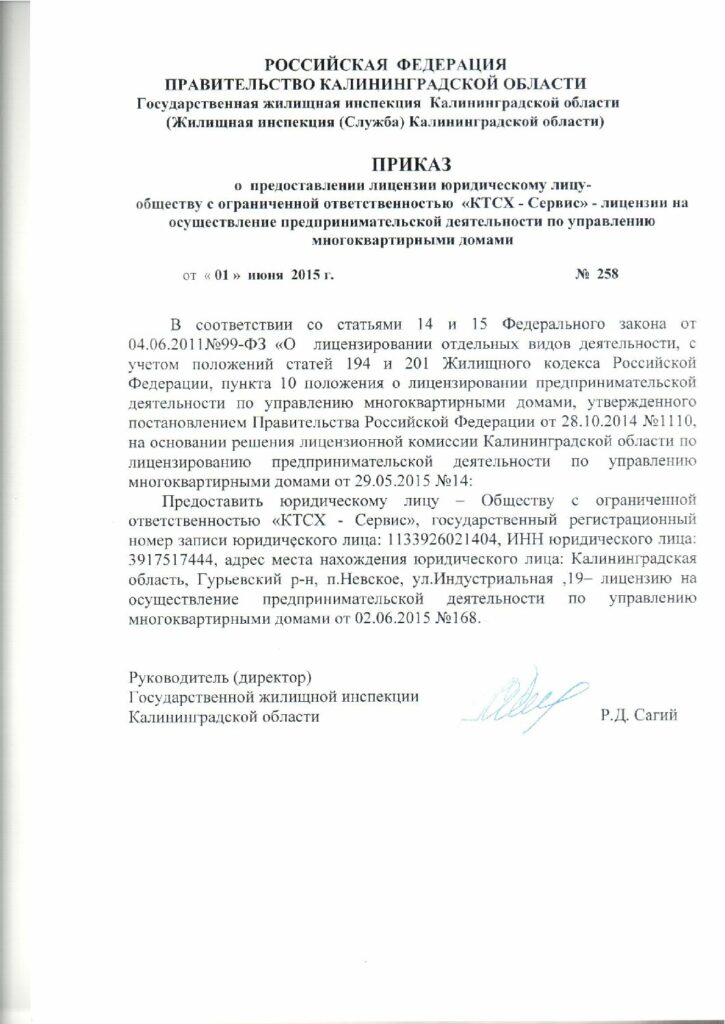 РОССИЙСКАЯ ФЕДЕРАЦИЯ
ПРАВИТЕЛЬСТВО КАЛИНИНГРАДСКОЙ ОБЛАСТИ
Государственная жилищная инспекция Калининградской области
(Жилищная инспекция (Служба) Калининградской области)
ПРИКАЗ
о предоставлении лицензии юридическому лицу-
обществу с ограниченной ответственностью «КТСХ - Сервис» - лицензии на
осуществление предпринимательской деятельности по управлению
многоквартирными домами
от « 01 » июня 2015 г. № 258
В соответствии со статьями 14 и 15 Федерального закона от
04.06.2011№99-ФЗ «О лицензировании отдельных видов деятельности, с
учетом положений статей 194 и 201 Жилищного кодекса Российской
Федерации, пункта 10 положения о лицензировании предпринимательской
деятельности по управлению многоквартирными домами, утвержденного
постановлением Правительства Российской Федерации от 28.10.2014 №1110,
на основании решения лицензионной комиссии Калининградской области по
лицензированию предпринимательской деятельности по управлению
многоквартирными домами от 29.05.2015 №14:
Предоставить юридическому лицу – Обществу с ограниченной
ответственностью «КТСХ - Сервис», государственный регистрационный
номер записи юридического лица: 1133926021404, ИНН юридического лица:
3917517444, адрес места нахождения юридического лица: Калининградская
область, Гурьевский р-н, п.Невское, ул.Индустриальная ,19– лицензию на
осуществление предпринимательской деятельности по управлению
многоквартирными домами от 02.06.2015 №168.
Руководитель (директор)
Государственной жилищной инспекции
Калининградской области Р.Д. Сагий